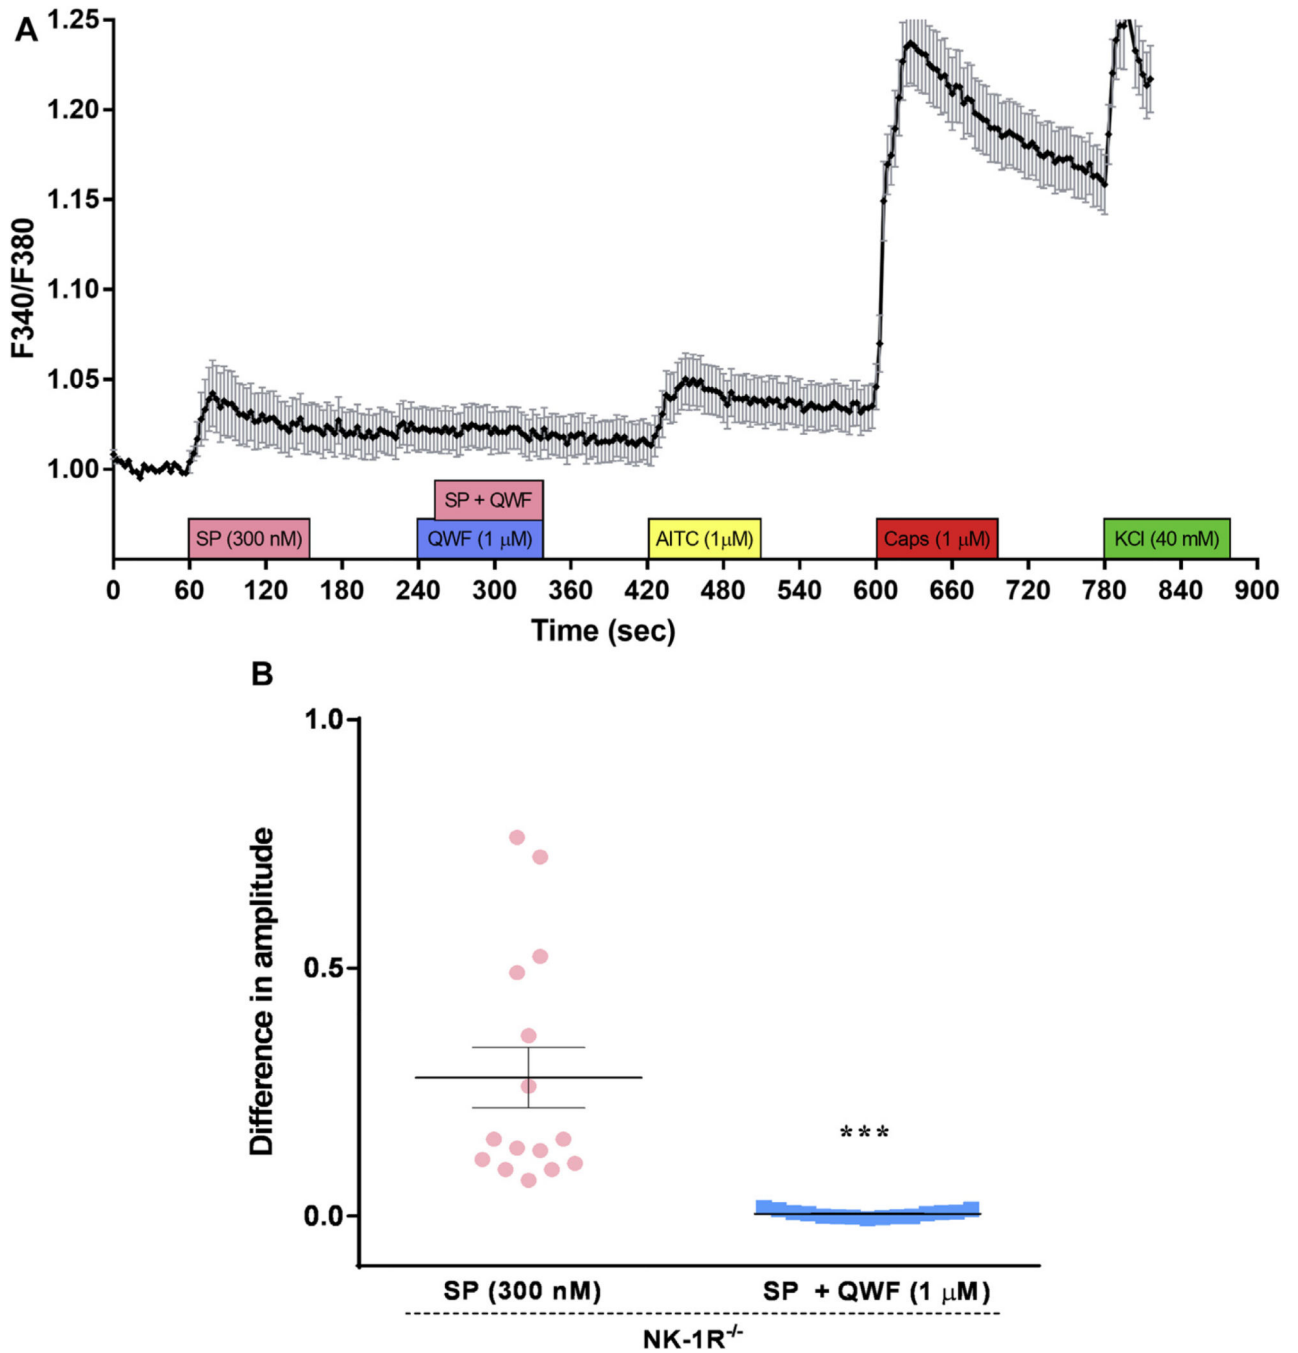 A
1.25
1.20
1.15
1.10
1.05
1.00
F340/F380
SP + QWF
SP (300 nM) QWF (1 μM) AITC (1μM) Caps (1 μM) KCl (40 mM)
0 60 120 180 240 300 360 420 480 540 600 660 720 780 840 900
Time (sec)
B
1.0
0.5
0.0
Difference in amplitude
***
SP (300 nM) SP + QWF (1 μM)
NK-1R-/-